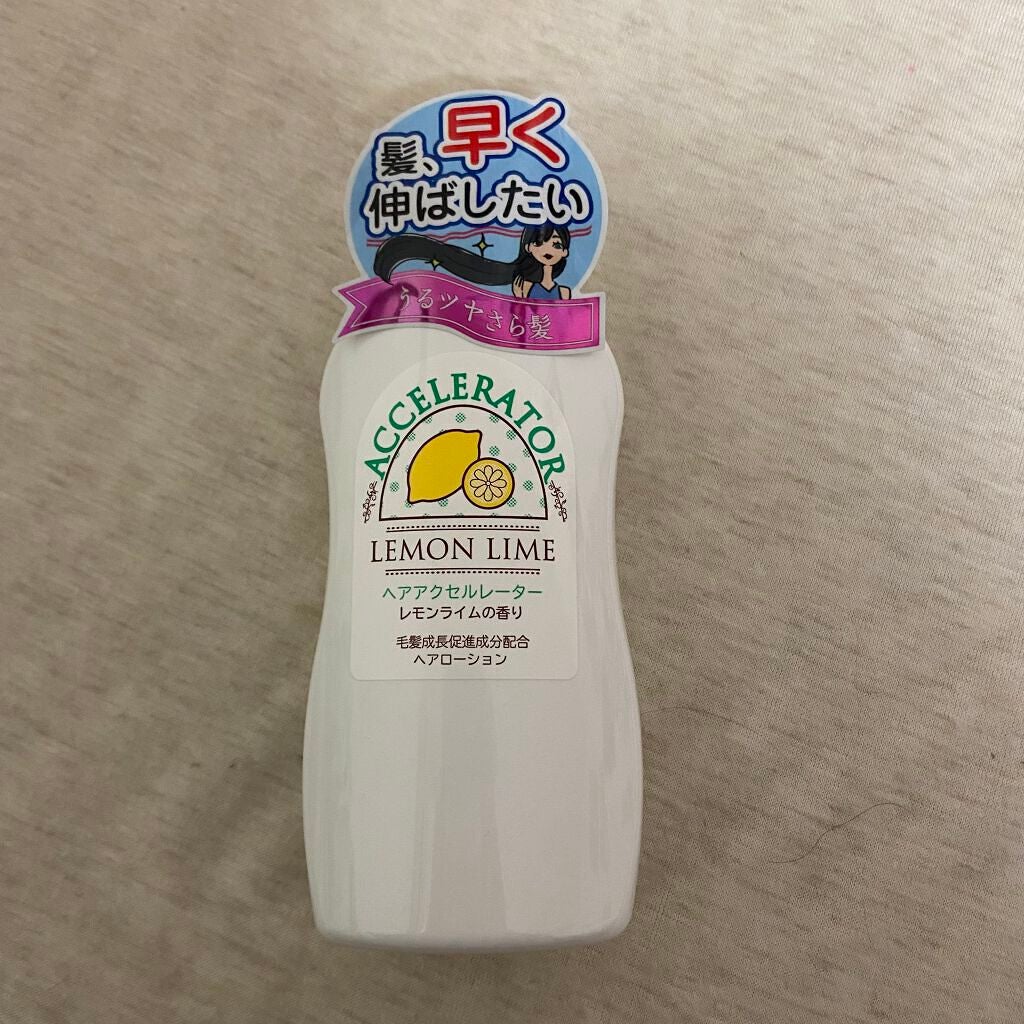 髪、早く
伸ばしたい
うるツヤさら髪
ACCELERATOR
LEMON LIME
ヘアアクセルレーター
レモンライムの香り
毛髪成長促進成分配合
ヘアローション